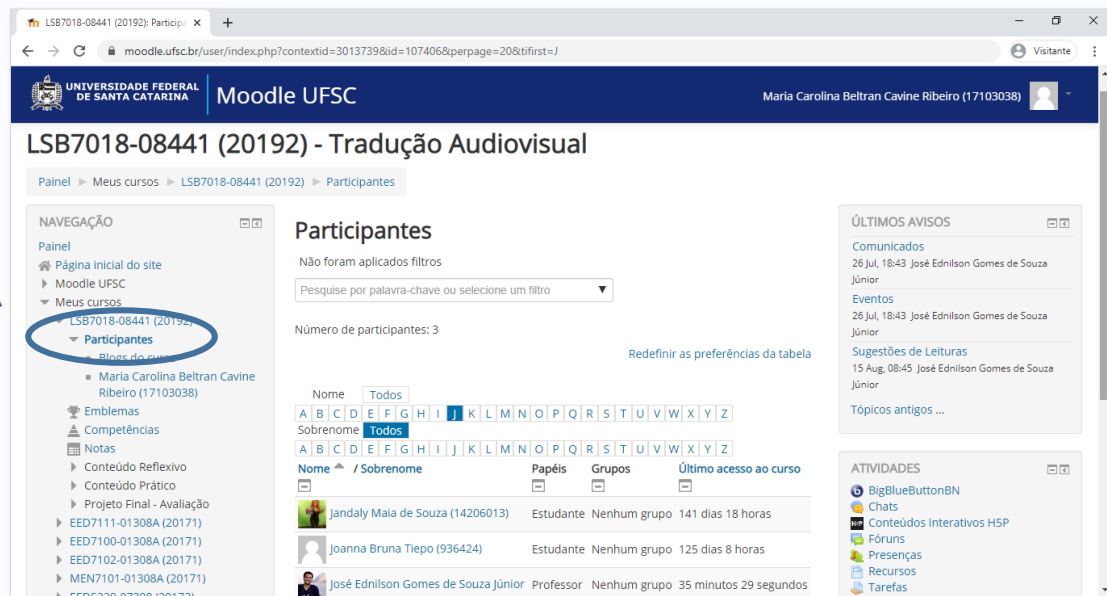 LSB7018-08441 (20192): Particip
moodle.ufsc.br/user/index.php?contextid=3013739&id=107406&perpage=20&tifirst=J
Visitante
UNIVERSIDADE FEDERAL
DE SANTA CATARINA
Moodle UFSC
Maria Carolina Beltran Cavine Ribeiro (17103038)
LSB7018-08441 (20192) - Tradução Audiovisual
Painel ► Meus cursos ► LSB7018-08441 (20192) ► Participantes
NAVEGAÇÃO
Painel
Página inicial do site
Moodle UFSC
Meus cursos
LSB7018-08441 (20192)
Participantes
Blogs do curso
Maria Carolina Beltran Cavine
Ribeiro (17103038)
Emblemas
Competências
Notas
Conteúdo Reflexivo
Conteúdo Prático
Projeto Final - Avaliação
EED7111-01308A (20171)
EED7100-01308A (20171)
EED7102-01308A (20171)
MEN7101-01308A (20171)
Participantes
Não foram aplicados filtros
Pesquise por palavra-chave ou selecione um filtro
Número de participantes: 3
Redefinir as preferências da tabela
Nome Todos
A B C D E F G H I J K L M N O P Q R S T U V W X Y Z
Sobrenome Todos
A B C D E F G H I J K L M N O P Q R S T U V W X Y Z
Nome / Sobrenome Papéis Grupos Último acesso ao curso
Jandaly Maia de Souza (14206013) Estudante Nenhum grupo 141 dias 18 horas
Joanna Bruna Tiepo (936424) Estudante Nenhum grupo 125 dias 8 horas
José Ednilson Gomes de Souza Júnior Professor Nenhum grupo 35 minutos 29 segundos
ÚLTIMOS AVISOS
Comunicados
26 Jul, 18:43 José Ednilson Gomes de Souza
Júnior
Eventos
26 Jul, 18:43 José Ednilson Gomes de Souza
Júnior
Sugestões de Leituras
15 Aug, 08:45 José Ednilson Gomes de Souza
Júnior
Tópicos antigos ...
ATIVIDADES
BigBlueButtonBN
Chats
Conteúdos Interativos H5P
Fóruns
Presenças
Recursos
Tarefas